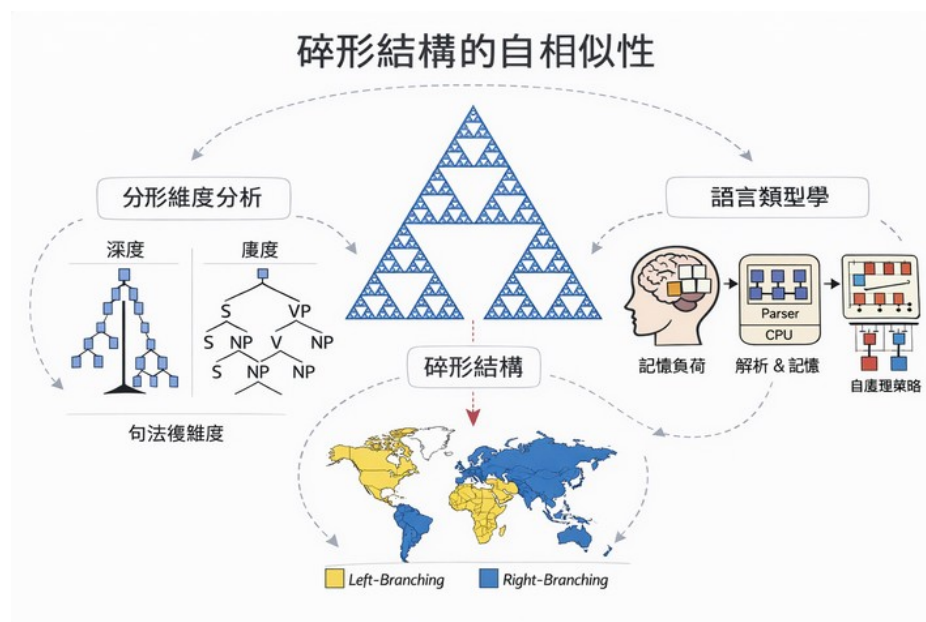 碎形結構的自相似性
分形維度分析
語言類型學
深度
度
S VP
S NP V NP
S NP NP
句法復雜度
Parser
CPU
記憶負荷
解析 & 記憶
自處理策略
碎形結構
Left-Branching
Right-Branching